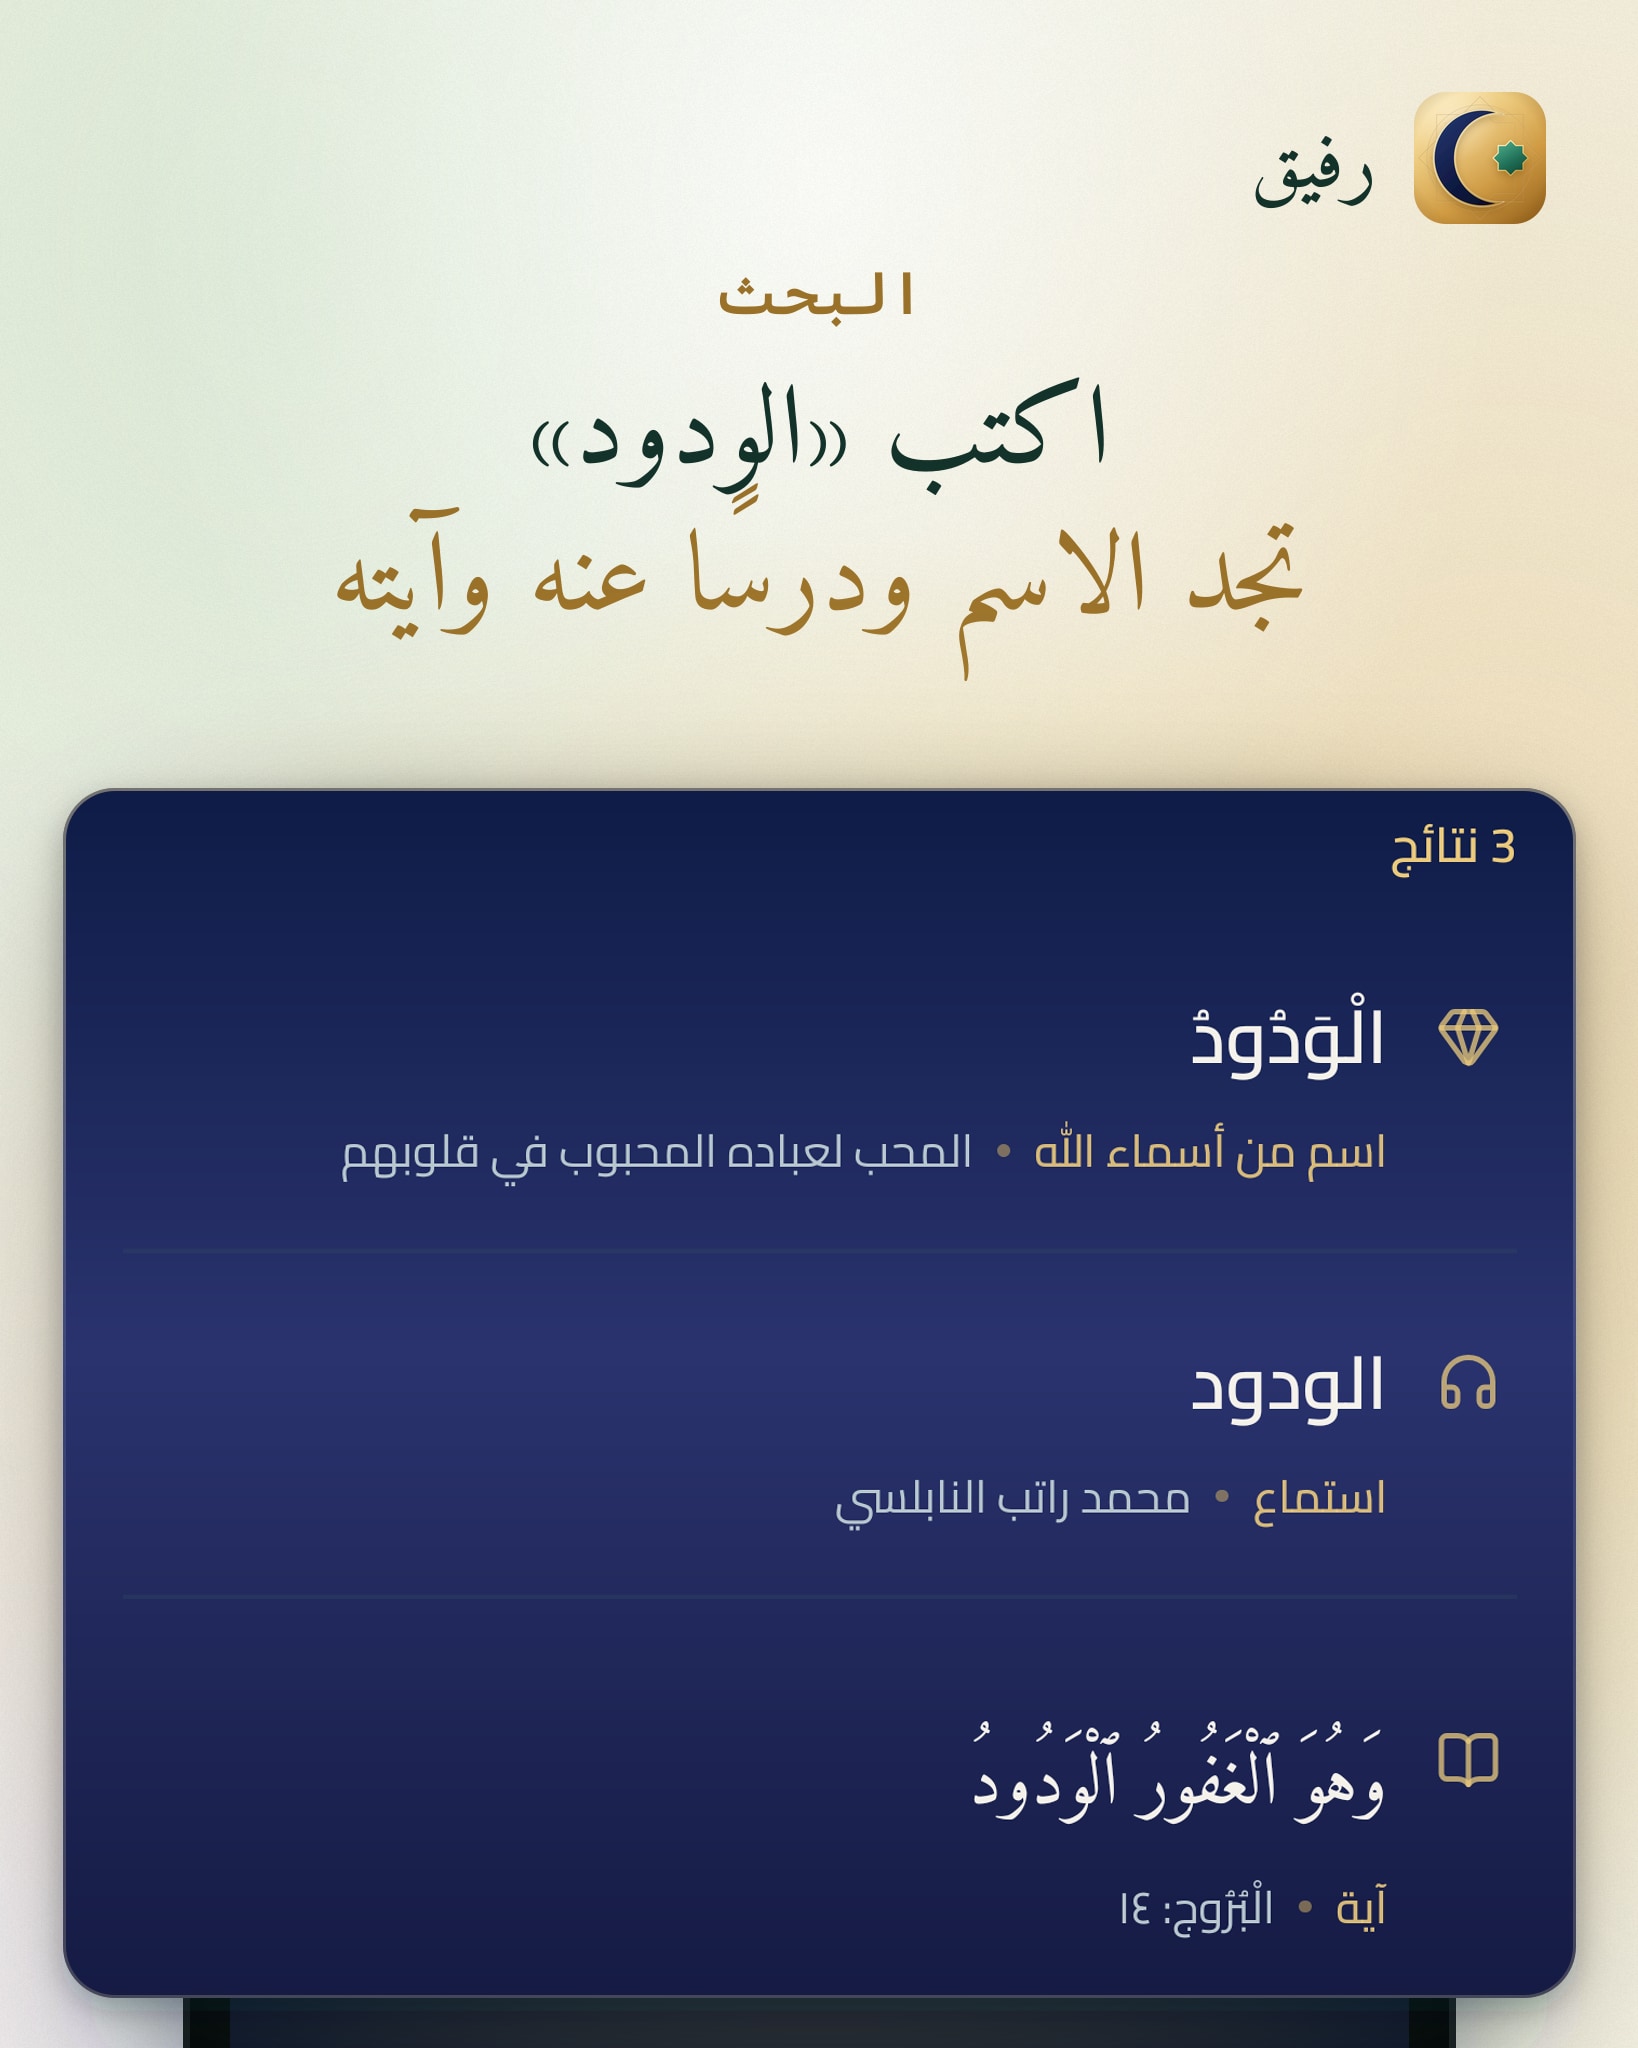 رفيق
البحث
اكتب «الودود»
تجد الاسم ودرسًا عنه وآيته
3 نتائج
الْوَدُودُ
اسم من أسماء الله • المحب لعباده المحبوب في قلوبهم
الودود
استماع • محمد راتب النابلسي
وَهُوَ ٱلْغَفُورُ ٱلْوَدُودُ
آية • الْبُرُوج: ١٤